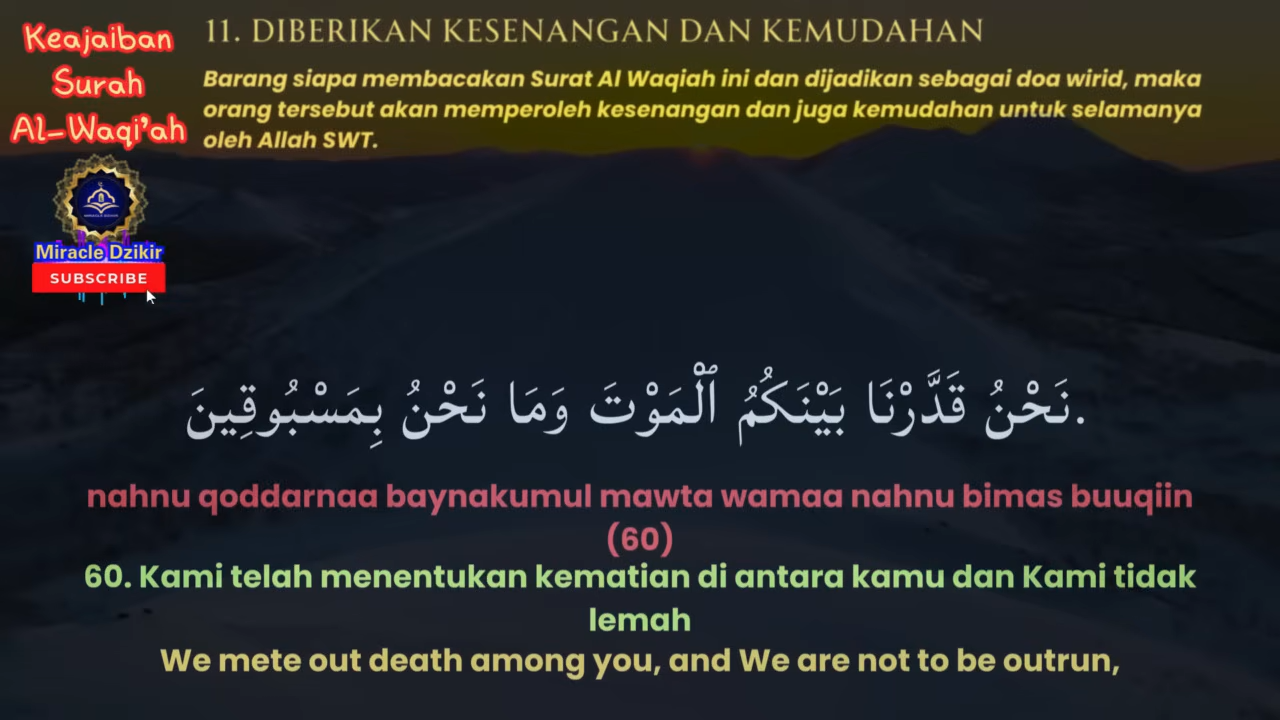 Keajaiban
Surah
Al-Waqi'ah
11. DIBERIKAN KESENANGAN DAN KEMUDAHAN
Barang siapa membacakan Surat Al Waqiah ini dan dijadikan sebagai doa wirid, maka
orang tersebut akan memperoleh kesenangan dan juga kemudahan untuk selamanya
oleh Allah SWT.
Miracle Dzikir
SUBSCRIBE
نَحْنُ قَدَّرْنَا بَيْنَكُمُ ٱلْمَوْتَ وَمَا نَحْنُ بِمَسْبُوقِينَ.
nahnu qoddarnaa baynakumul mawta wamaa nahnu bimas buuqiin
(60)
60. Kami telah menentukan kematian di antara kamu dan Kami tidak
lemah
We mete out death among you, and We are not to be outrun,